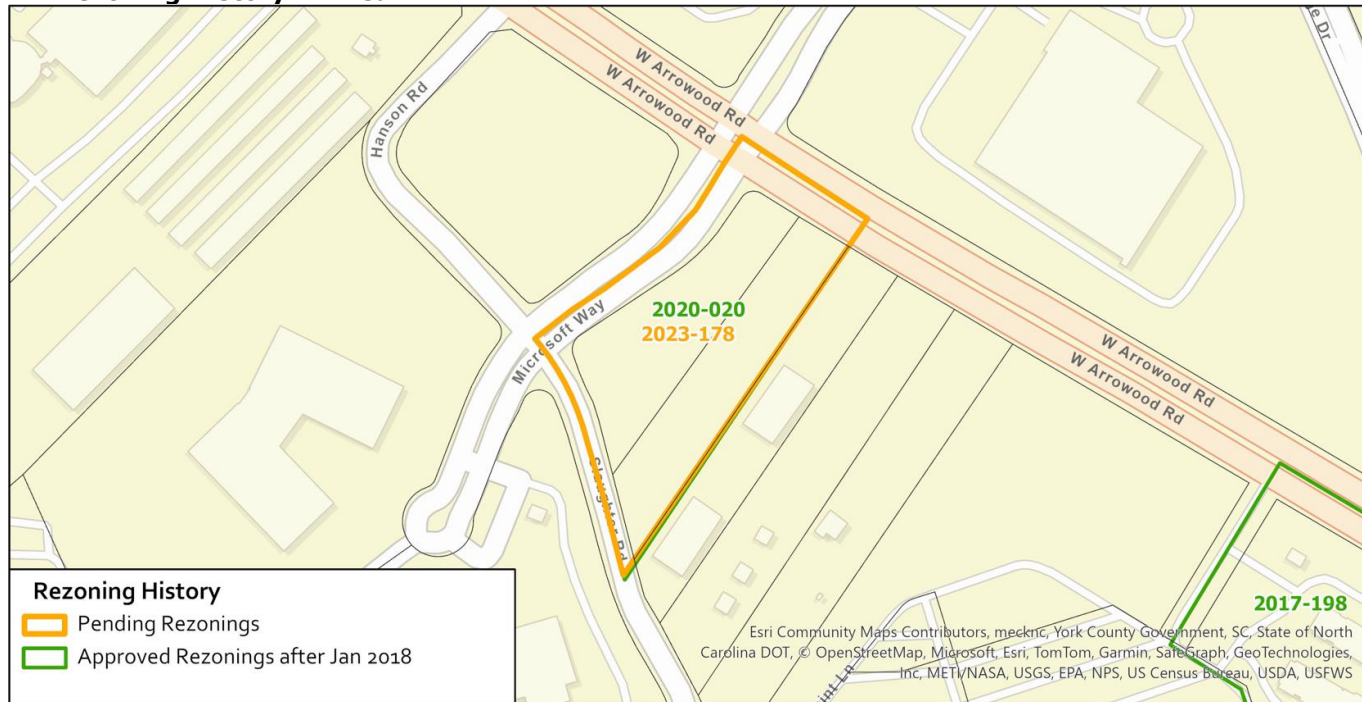 W Arrowood Rd
W Arrowood Rd
Hanson Rd
2020-020
2023-178
Microsoft Way
W Arrowood Rd
W Arrowood Rd
Slaughter Rd
Rezoning History
Pending Rezonings
Approved Rezonings after Jan 2018
2017-198
Esri Community Maps Contributors, mecknc, York County Government, SC, State of North
Carolina DOT, © OpenStreetMap, Microsoft, Esri, TomTom, Garmin, SafeGraph, GeoTechnologies,
Inc, METI/NASA, USGS, EPA, NPS, US Census Bureau, USDA, USFWS